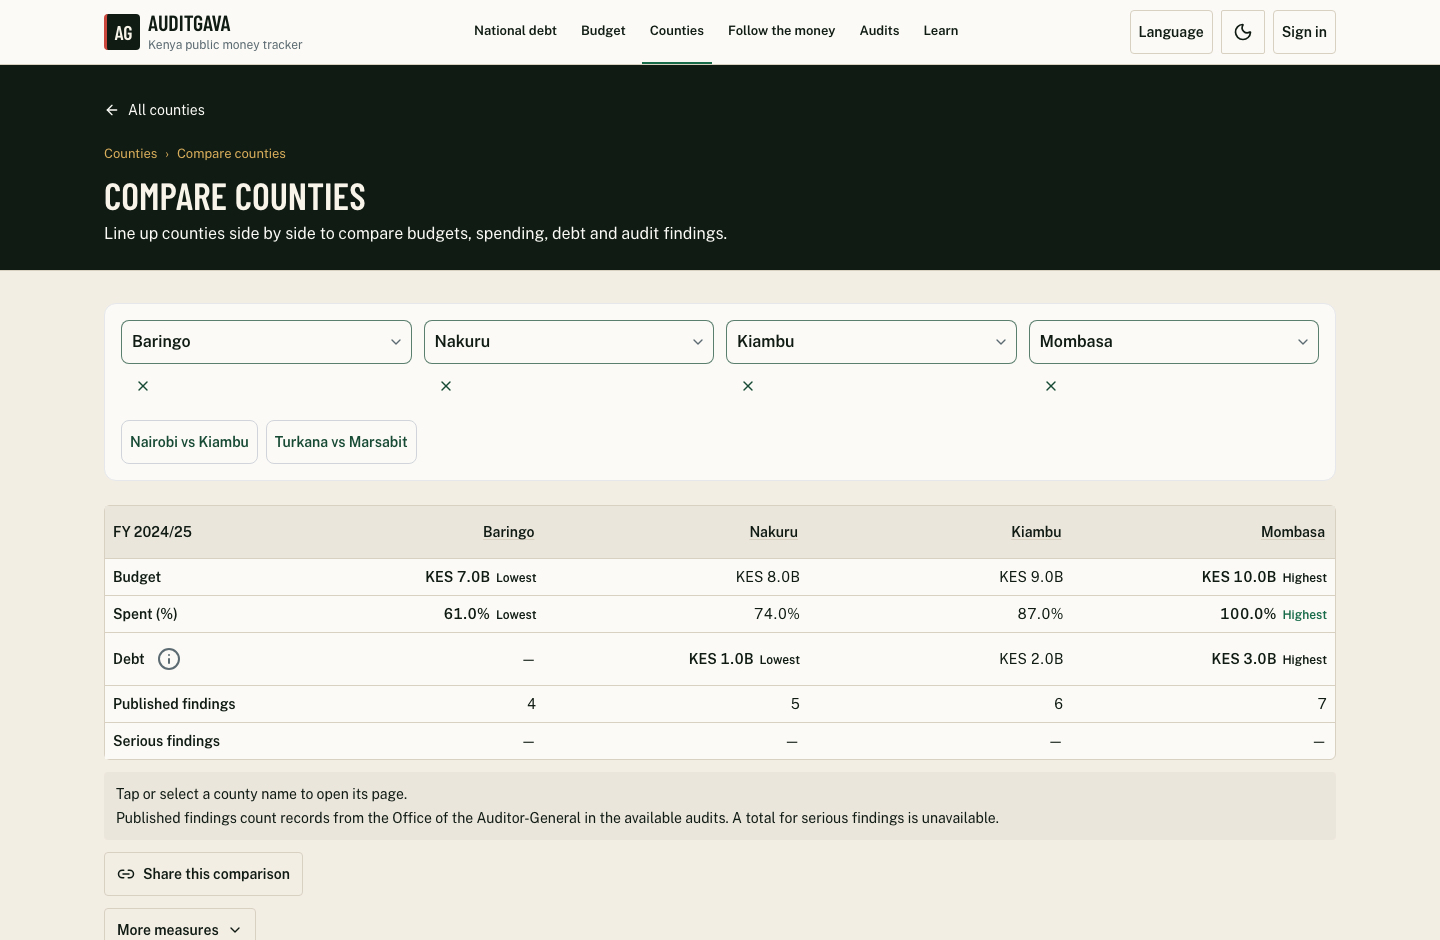 AG AUDITGAVA
Kenya public money tracker
National debt Budget Counties Follow the money Audits Learn
Language Sign in
All counties
Counties › Compare counties
COMPARE COUNTIES
Line up counties side by side to compare budgets, spending, debt and audit findings.
Baringo Nakuru Kiambu Mombasa
Nairobi vs Kiambu Turkana vs Marsabit
FY 2024/25 Baringo Nakuru Kiambu Mombasa
Budget KES 7.0B Lowest KES 8.0B KES 9.0B KES 10.0B Highest
Spent (%) 61.0% Lowest 74.0% 87.0% 100.0% Highest
Debt — KES 1.0B Lowest KES 2.0B KES 3.0B Highest
Published findings 4 5 6 7
Serious findings — — — —
Tap or select a county name to open its page.
Published findings count records from the Office of the Auditor-General in the available audits. A total for serious findings is unavailable.
Share this comparison
More measures